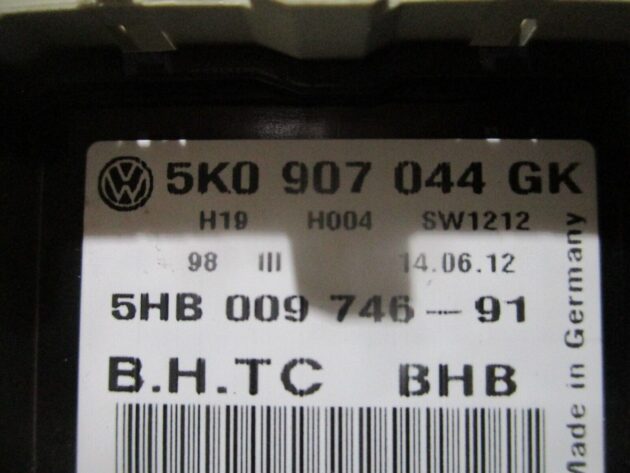 5K0 907 044 GK
H19 H004 SW1212
98 III 14.06.12
5HB 009 746-91
B.H.TC BHB
Made in Germany